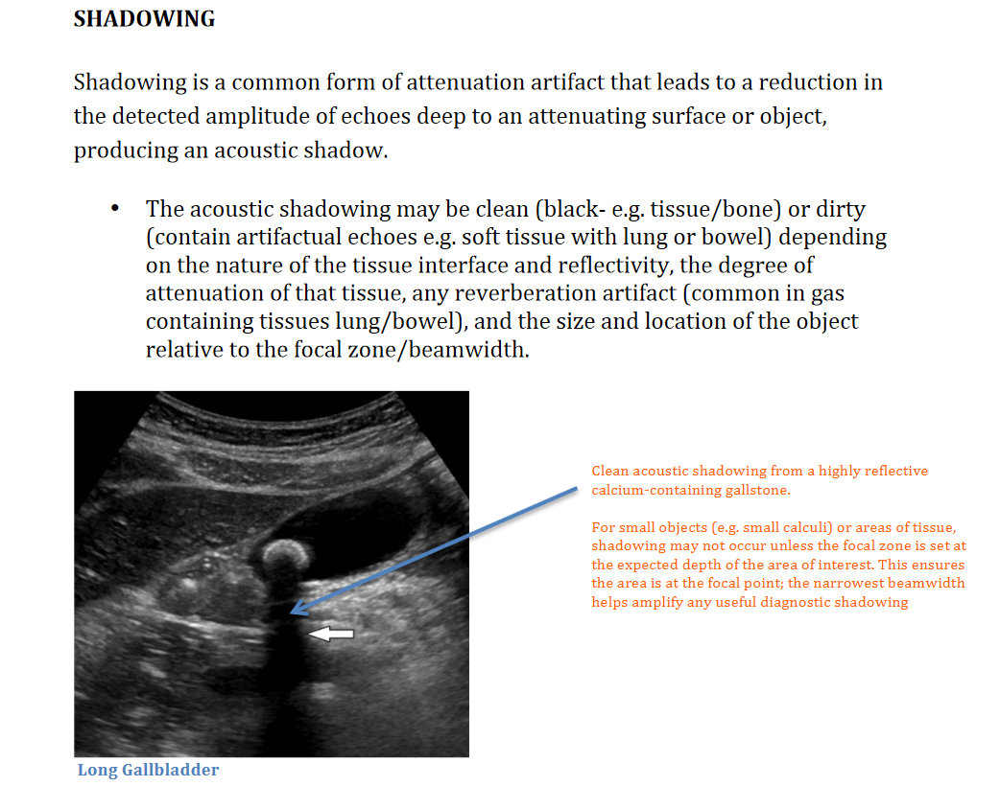 SHADOWING
Shadowing is a common form of attenuation artifact that leads to a reduction in
the detected amplitude of echoes deep to an attenuating surface or object,
producing an acoustic shadow.
• The acoustic shadowing may be clean (black- e.g. tissue/bone) or dirty
(contain artifactual echoes e.g. soft tissue with lung or bowel) depending
on the nature of the tissue interface and reflectivity, the degree of
attenuation of that tissue, any reverberation artifact (common in gas
containing tissues lung/bowel), and the size and location of the object
relative to the focal zone/beamwidth.
Clean acoustic shadowing from a highly reflective
calcium-containing gallstone.
For small objects (e.g. small calculi) or areas of tissue,
shadowing may not occur unless the focal zone is set at
the expected depth of the area of interest. This ensures
the area is at the focal point; the narrowest beamwidth
helps amplify any useful diagnostic shadowing
Long Gallbladder